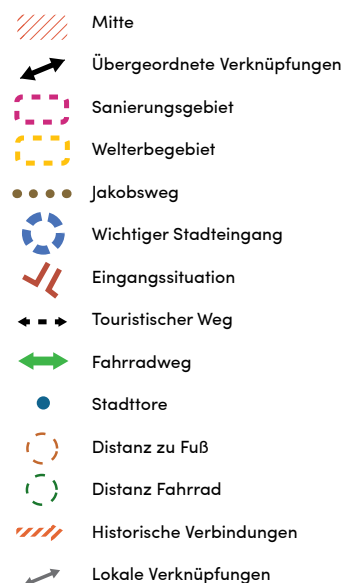 Mitte
Übergeordnete Verknüpfungen
Sanierungsgebiet
Welterbegebiet
Jakobsweg
Wichtiger Stadteingang
Eingangssituation
Touristischer Weg
Fahrradweg
Stadttore
Distanz zu Fuß
Distanz Fahrrad
Historische Verbindungen
Lokale Verknüpfungen